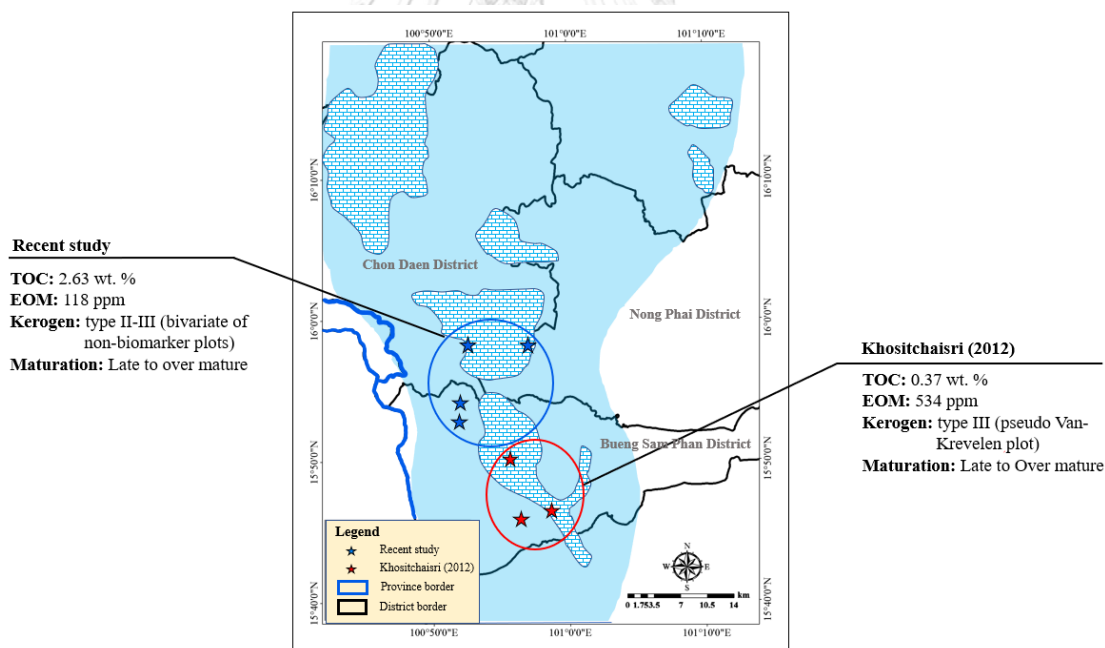 100°50'0"E
101°0'0"E
101°10'0"E
16°10'0"N
16°10'0"N
Recent study
TOC: 2.63 wt. %
EOM: 118 ppm
Kerogen: type II-III (bivariate of
non-biomarker plots)
Maturation: Late to over mature
Chon Daen District
16°0'0"N
16°0'0"N
Nong Phai District
Khositchaisri (2012)
TOC: 0.37 wt. %
EOM: 534 ppm
Kerogen: type III (pseudo Van-
Krevelen plot)
Maturation: Late to Over mature
Bueng Sam Phan District
15°50'0"N
15°50'0"N
Legend
Recent study
Khositchaisri (2012)
Province border
District border
N
W
E
S
km
0 1.75 3.5 7 10.5 14
15°40'0"N
15°40'0"N
100°50'0"E
101°0'0"E
101°10'0"E